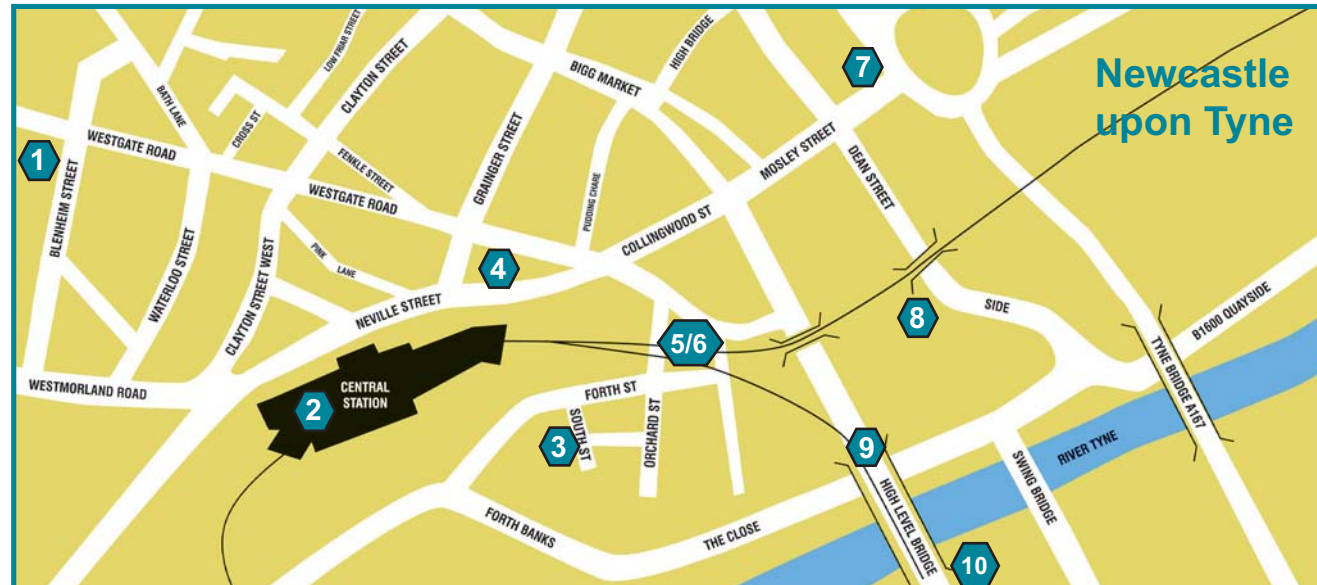 Newcastle
upon Tyne
LOW FRIAR STREET
CLAYTON STREET
BIGG MARKET
HIGH BRIDGE
7
BATH LANE
CROSS ST
1
WESTGATE ROAD
FENKLE STREET
GRAINGER STREET
MOSLEY STREET
DEAN STREET
BLENHEIM STREET
WESTGATE ROAD
PUDDING CHARE
COLLINGWOOD ST
WATERLOO STREET
CLAYTON STREET WEST
PINK LANE
4
NEVILLE STREET
5/6
8
SIDE
B1600 QUAYSIDE
TYNE BRIDGE A167
WESTMORLAND ROAD
2
CENTRAL
STATION
FORTH ST
SOUTH ST
3
ORCHARD ST
9
RIVER TYNE
SWING BRIDGE
FORTH BANKS
THE CLOSE
HIGH LEVEL BRIDGE
10